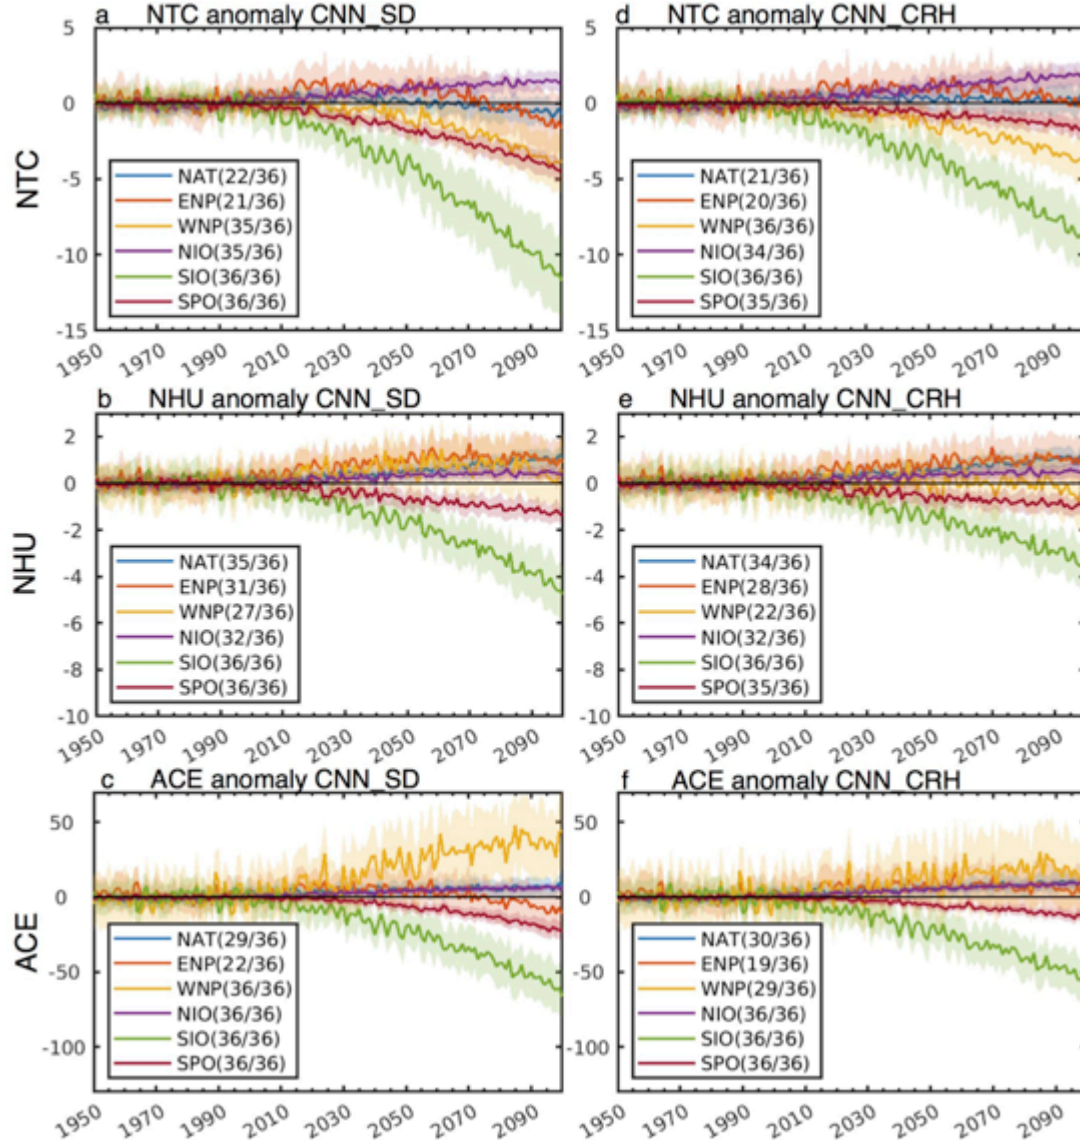 a NTC anomaly CNN_SD
5
0
-5
-10
-15
NTC
NAT(22/36)
ENP(21/36)
WNP(35/36)
NIO(35/36)
SIO(36/36)
SPO(36/36)
1950 1970 1990 2010 2030 2050 2070 2090
d NTC anomaly CNN_CRH
5
0
-5
-10
-15
NAT(21/36)
ENP(20/36)
WNP(36/36)
NIO(34/36)
SIO(36/36)
SPO(35/36)
1950 1970 1990 2010 2030 2050 2070 2090
b NHU anomaly CNN_SD
2
0
-2
-4
-6
-8
-10
NHU
NAT(35/36)
ENP(31/36)
WNP(27/36)
NIO(32/36)
SIO(36/36)
SPO(36/36)
1950 1970 1990 2010 2030 2050 2070 2090
e NHU anomaly CNN_CRH
2
0
-2
-4
-6
-8
-10
NAT(34/36)
ENP(28/36)
WNP(22/36)
NIO(32/36)
SIO(36/36)
SPO(35/36)
1950 1970 1990 2010 2030 2050 2070 2090
c ACE anomaly CNN_SD
50
0
-50
-100
ACE
NAT(29/36)
ENP(22/36)
WNP(36/36)
NIO(36/36)
SIO(36/36)
SPO(36/36)
1950 1970 1990 2010 2030 2050 2070 2090
f ACE anomaly CNN_CRH
50
0
-50
-100
NAT(30/36)
ENP(19/36)
WNP(29/36)
NIO(36/36)
SIO(36/36)
SPO(36/36)
1950 1970 1990 2010 2030 2050 2070 2090